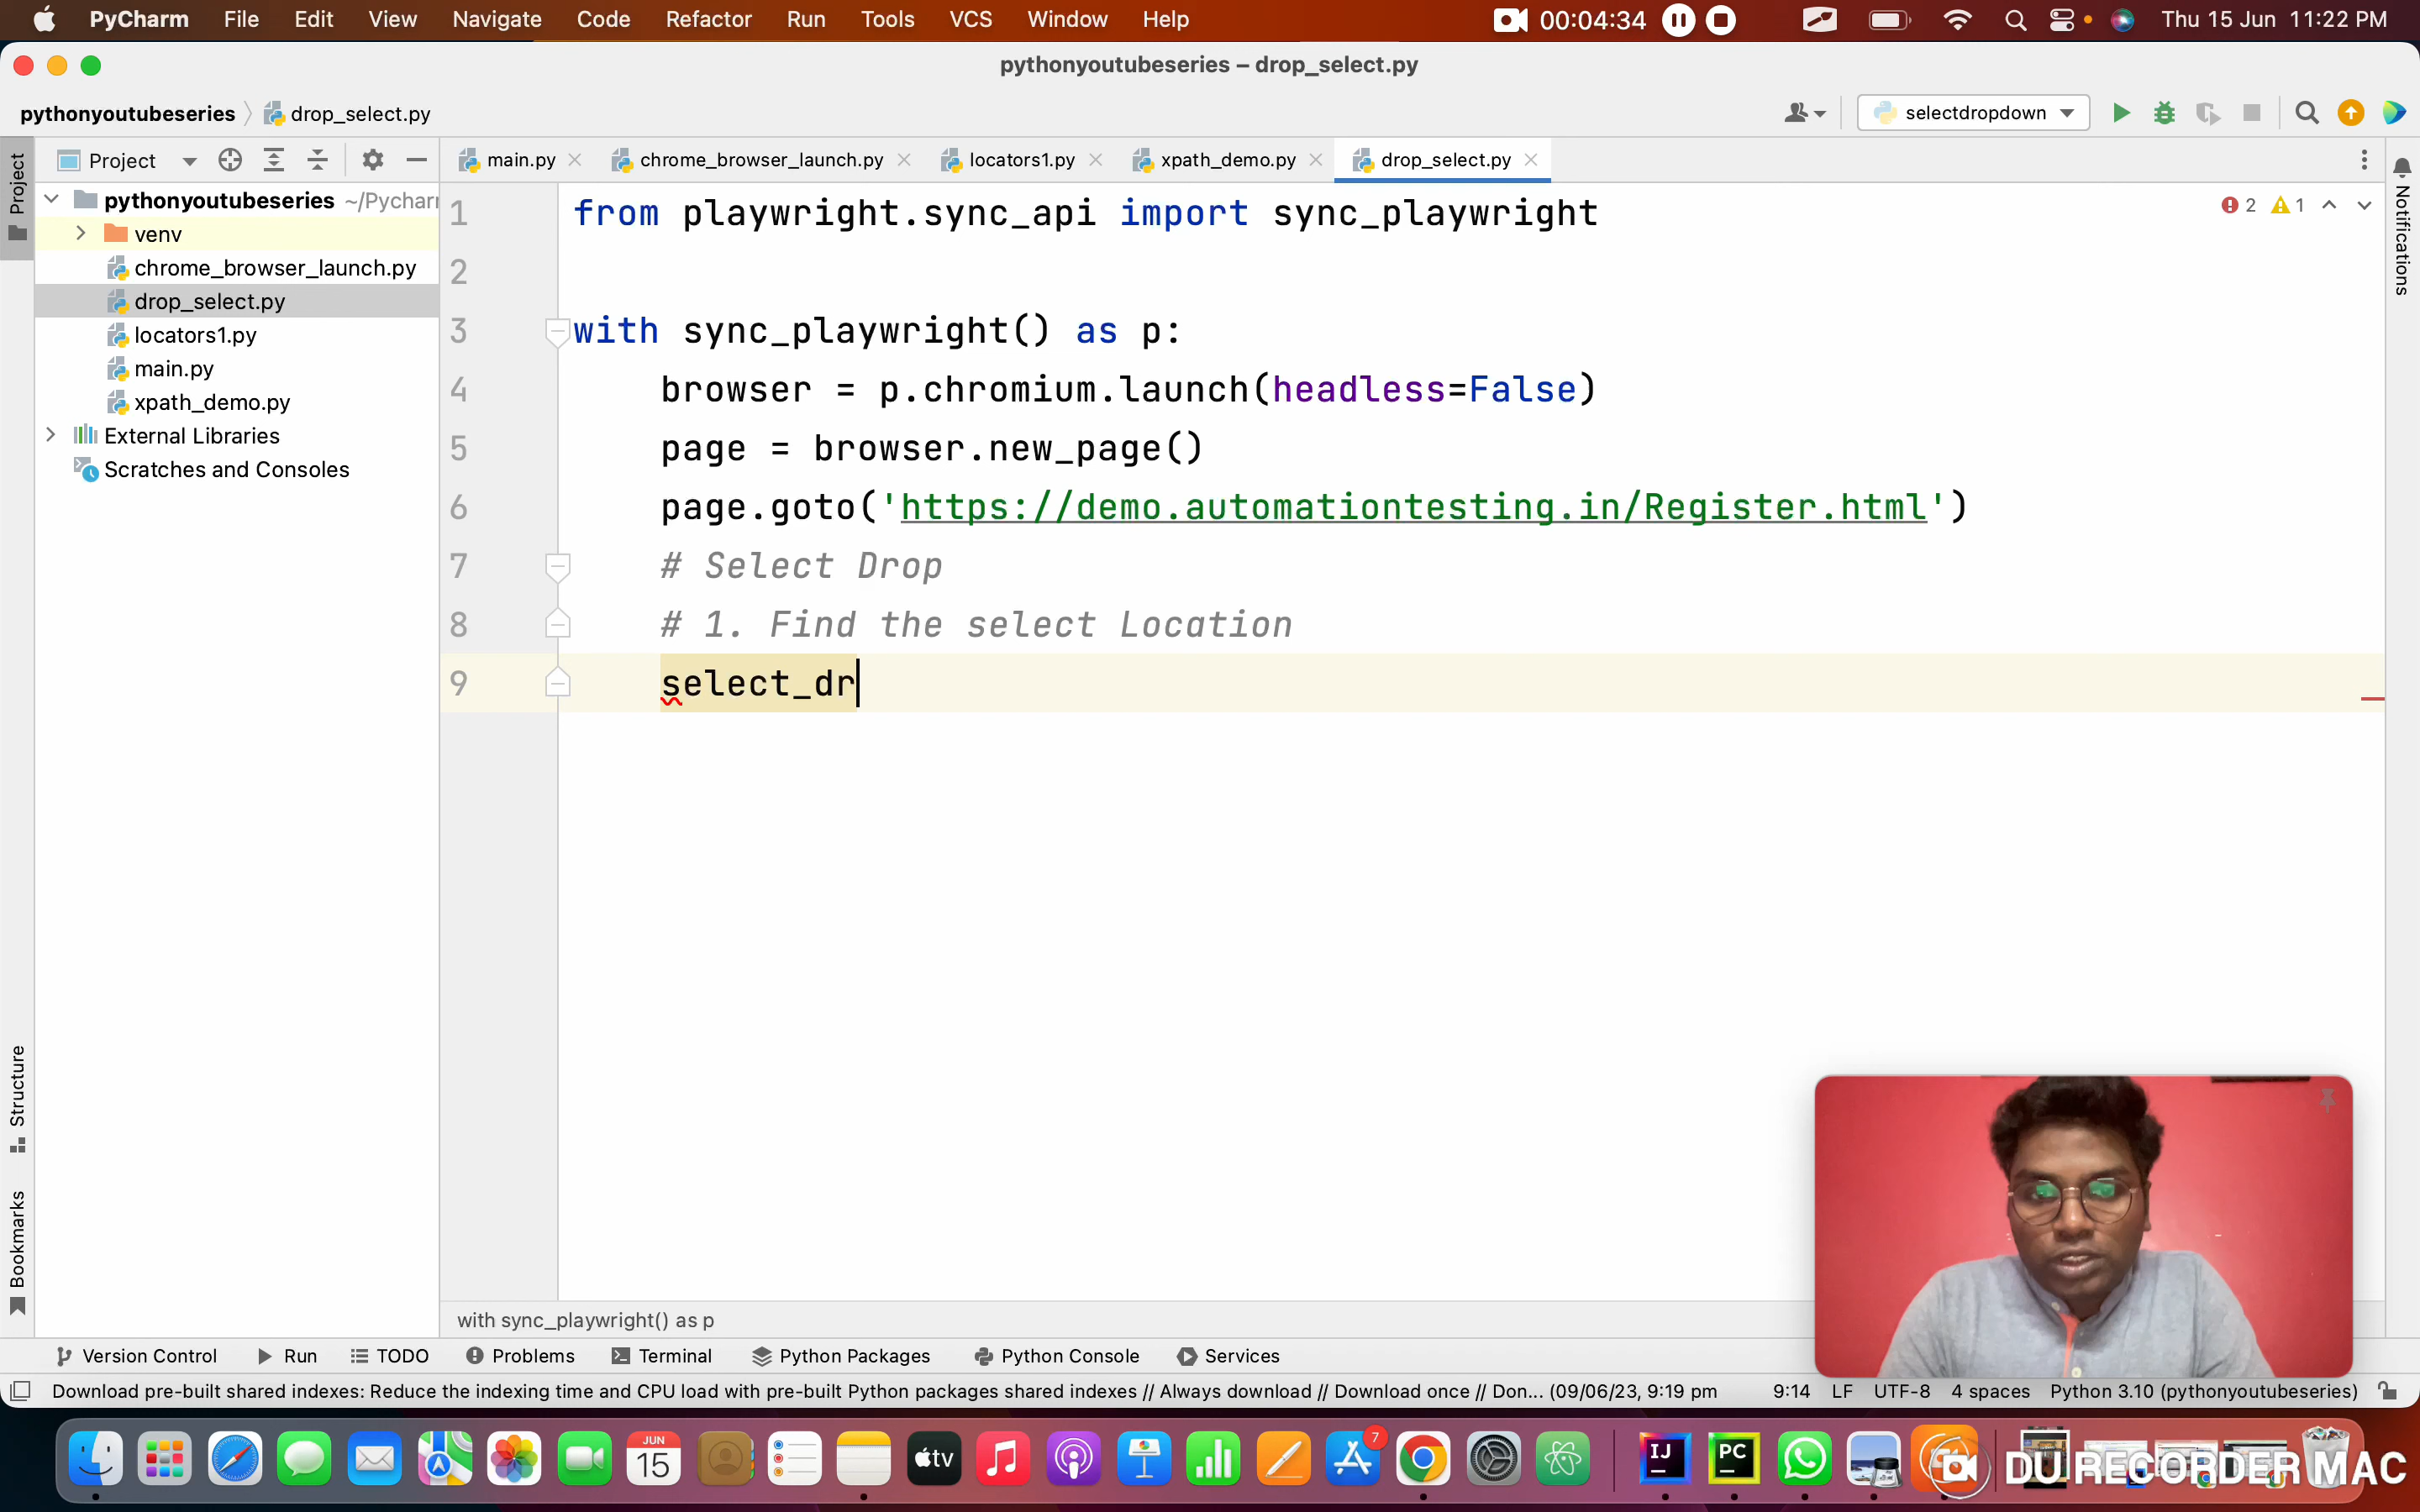 PyCharm File Edit View Navigate Code Refactor Run Tools VCS Window Help 00:04:34 Thu 15 Jun 11:22 PM
pythonyoutubeseries – drop_select.py
pythonyoutubeseries drop_select.py selectdropdown
Project main.py chrome_browser_launch.py locators1.py xpath_demo.py drop_select.py
Project
Notifications
pythonyoutubeseries ~/Pychar
venv
chrome_browser_launch.py
drop_select.py
locators1.py
main.py
xpath_demo.py
External Libraries
Scratches and Consoles
2 1
1 from playwright.sync_api import sync_playwright
2
3 with sync_playwright() as p:
4 browser = p.chromium.launch(headless=False)
5 page = browser.new_page()
6 page.goto('https://demo.automationtesting.in/Register.html')
7 # Select Drop
8 # 1. Find the select Location
9 select_dr
Structure
Bookmarks
with sync_playwright() as p
Version Control Run TODO Problems Terminal Python Packages Python Console Services
Download pre-built shared indexes: Reduce the indexing time and CPU load with pre-built Python packages shared indexes // Always download // Download once // Don... (09/06/23, 9:19 pm 9:14 LF UTF-8 4 spaces Python 3.10 (pythonyoutubeseries)
JUN
15
tv
7
IJ
PC
DU RECORDER MAC